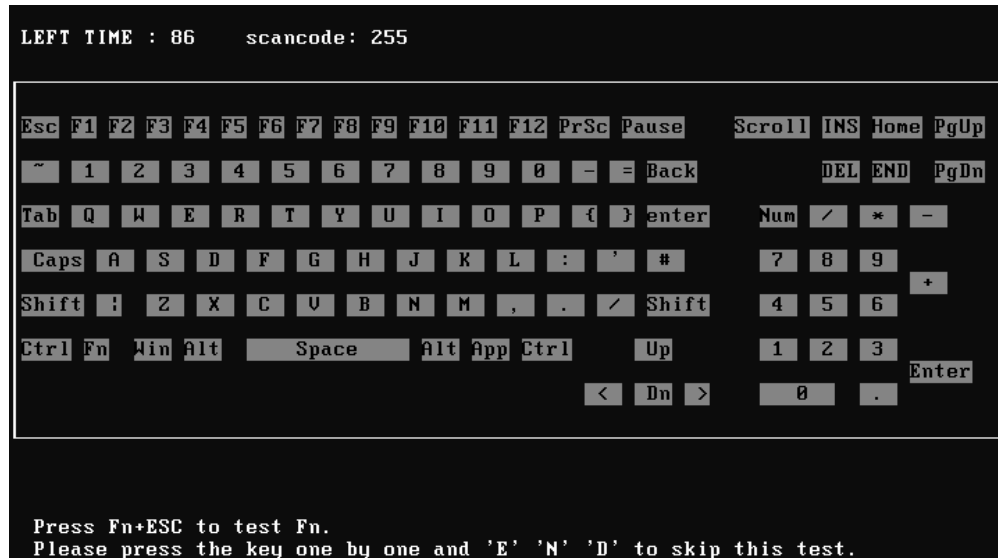 LEFT TIME : 86 scancode: 255
Esc F1 F2 F3 F4 F5 F6 F7 F8 F9 F10 F11 F12 PrSc Pause Scroll INS Home PgUp
~ 1 2 3 4 5 6 7 8 9 0 - = Back DEL END PgDn
Tab Q W E R T Y U I O P { } enter Num / * -
Caps A S D F G H J K L : ' # 7 8 9
+
Shift ¦ Z X C V B N M , . / Shift 4 5 6
Ctrl Fn Win Alt Space Alt App Ctrl Up 1 2 3
Enter
< Dn > 0 .
Press Fn+ESC to test Fn.
Please press the key one by one and 'E' 'N' 'D' to skip this test.